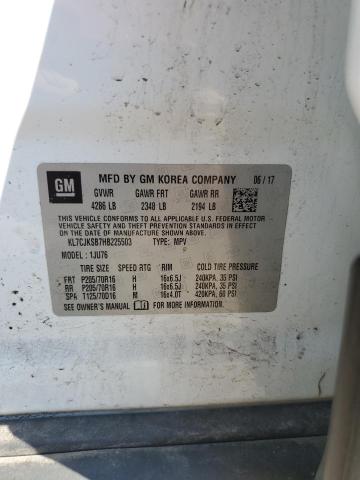 GM
MFD BY GM KOREA COMPANY 06/17
GVWR GAWR FRT GAWR RR
4286 LB 2348 LB 2194 LB
THIS VEHICLE CONFORMS TO ALL APPLICABLE U.S. FEDERAL MOTOR
VEHICLE SAFETY AND THEFT PREVENTION STANDARDS IN EFFECT
ON THE DATE OF MANUFACTURE SHOWN ABOVE.
KL7CJKSB7HB225503 TYPE: MPV
MODEL : 1JU76
TIRE SIZE SPEED RTG RIM COLD TIRE PRESSURE
FRT P205/70R16 H 16x6.5J 240KPA, 35 PSI
RR P205/70R16 H 16x6.5J 240KPA, 35 PSI
SPA T125/70D16 M 16x4.0T 420KPA, 60 PSI
SEE OWNER'S MANUAL FOR MORE INFORMATION.